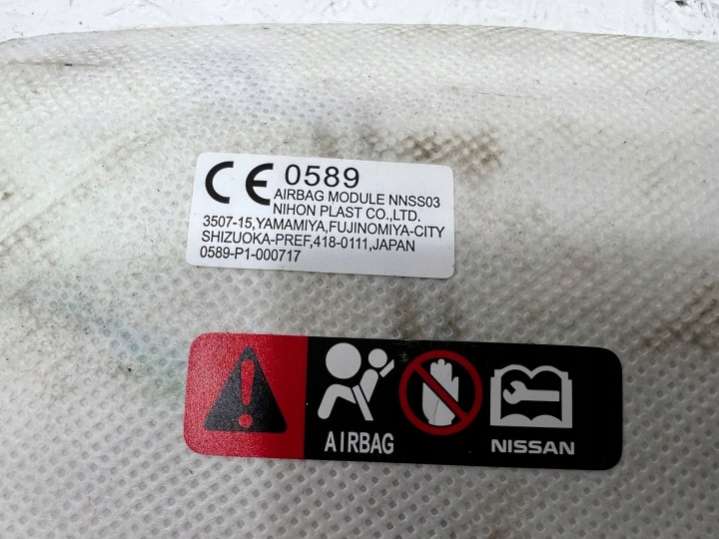 CE 0589
AIRBAG MODULE NNSS03
NIHON PLAST CO.,LTD.
3507-15,YAMAMIYA,FUJINOMIYA-CITY
SHIZUOKA-PREF,418-0111,JAPAN
0589-P1-000717
AIRBAG
NISSAN